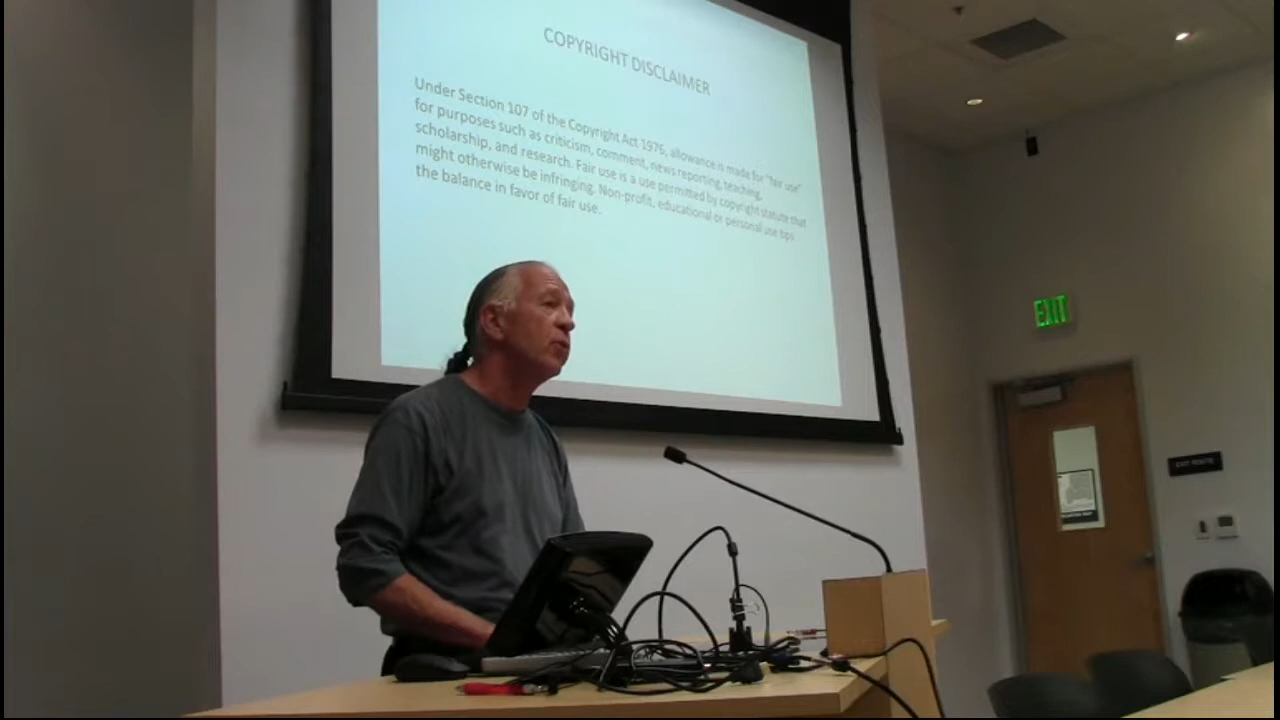 COPYRIGHT DISCLAIMER
Under Section 107 of the Copyright Act 1976, allowance is made for "fair use"
for purposes such as criticism, comment, news reporting, teaching,
scholarship, and research. Fair use is a use permitted by copyright statute that
might otherwise be infringing. Non-profit, educational or personal use tips
the balance in favor of fair use.
EXIT
EXIT ROUTE